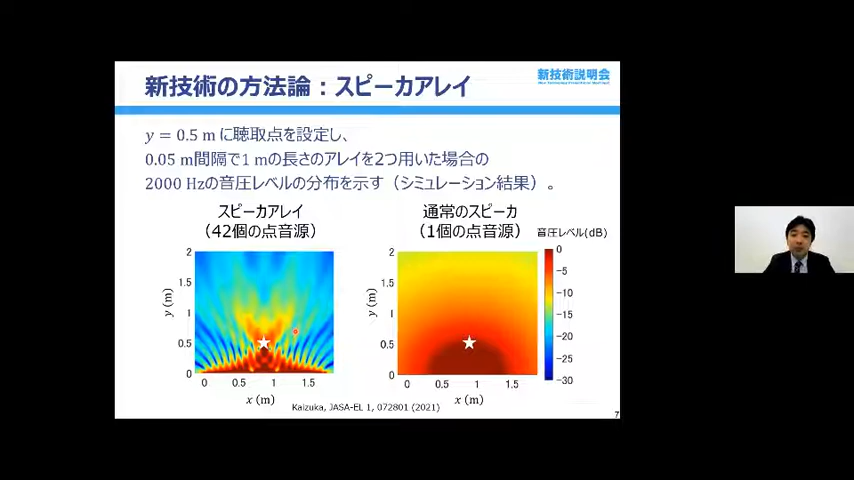 新技術の方法論：スピーカアレイ
新技術説明会
y = 0.5 m に聴取点を設定し、
0.05 m間隔で1 mの長さのアレイを2つ用いた場合の
2000 Hzの音圧レベルの分布を示す（シミュレーション結果）。
スピーカアレイ
（42個の点音源）
通常のスピーカ
（1個の点音源）
音圧レベル(dB)
2
1.5
1
0.5
0
y (m)
0
0.5
1
1.5
x (m)
2
1.5
1
0.5
0
y (m)
0
0.5
1
1.5
x (m)
0
−5
−10
−15
−20
−25
−30
Kaizuka, JASA-EL 1, 072801 (2021)
7